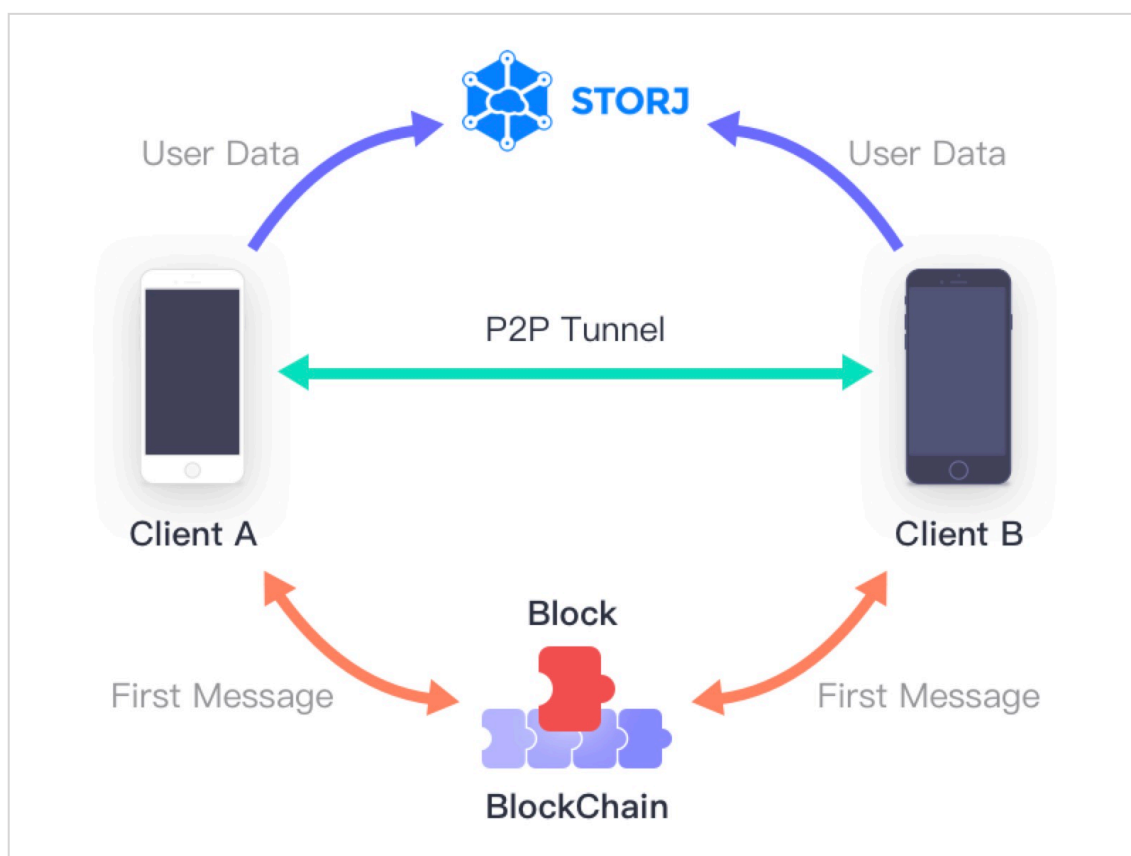 STORJ
User Data
User Data
P2P Tunnel
Client A
Client B
Block
First Message
First Message
BlockChain